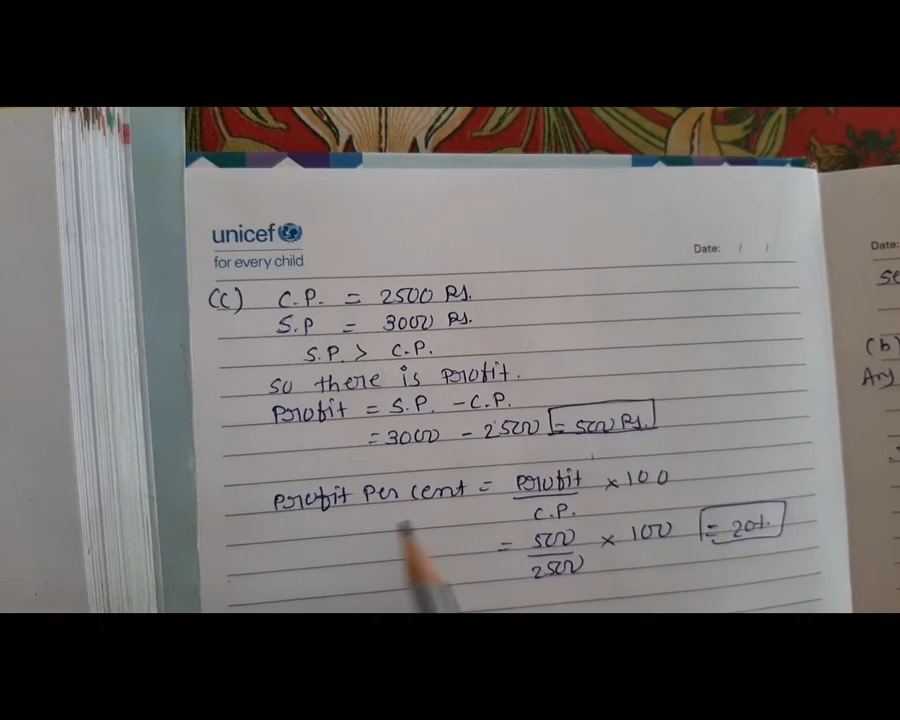 unicef
for every child
Date: / /
(C) C.P. = 2500 Rs.
S.P = 3000 Rs.
S.P. > C.P.
so there is profit.
Profit = S.P. - C.P.
= 3000 - 2500 = 500 Rs.
Profit Per cent = profit / C.P. × 100
= 500 / 2500 × 100 = 20%.
Date:
(b)